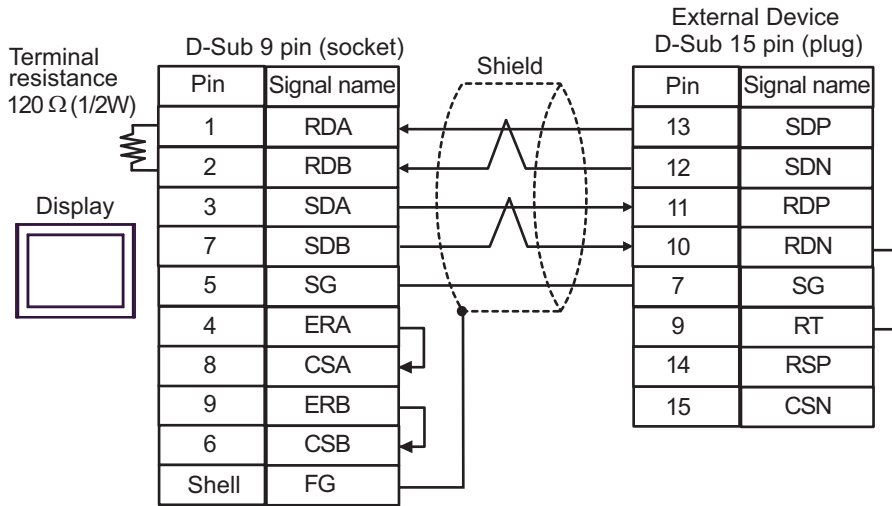 External Device
D-Sub 9 pin (socket)
D-Sub 15 pin (plug)
Terminal
resistance
120 Ω (1/2W)
Shield
Display
Pin Signal name
1 RDA
2 RDB
3 SDA
7 SDB
5 SG
4 ERA
8 CSA
9 ERB
6 CSB
Shell FG
Pin Signal name
13 SDP
12 SDN
11 RDP
10 RDN
7 SG
9 RT
14 RSP
15 CSN